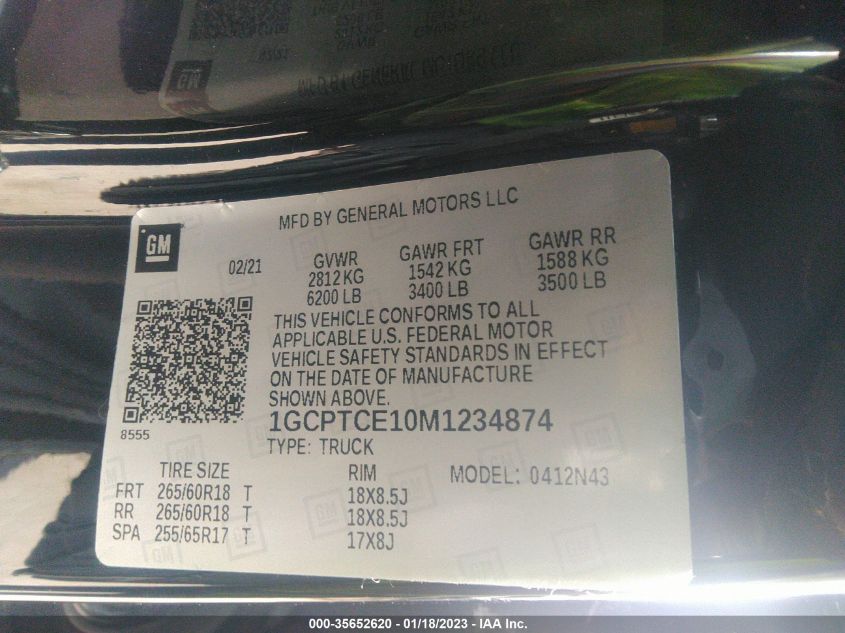 MFD BY GENERAL MOTORS LLC
GM
02/21
GVWR GAWR FRT GAWR RR
2812 KG 1542 KG 1588 KG
6200 LB 3400 LB 3500 LB
THIS VEHICLE CONFORMS TO ALL
APPLICABLE U.S. FEDERAL MOTOR
VEHICLE SAFETY STANDARDS IN EFFECT
ON THE DATE OF MANUFACTURE
SHOWN ABOVE.
8555
1GCPTCE10M1234874
TYPE: TRUCK
TIRE SIZE RIM MODEL: 0412N43
FRT 265/60R18 T 18X8.5J
RR 265/60R18 T 18X8.5J
SPA 255/65R17 T 17X8J
000-35652620 - 01/18/2023 - IAA Inc.